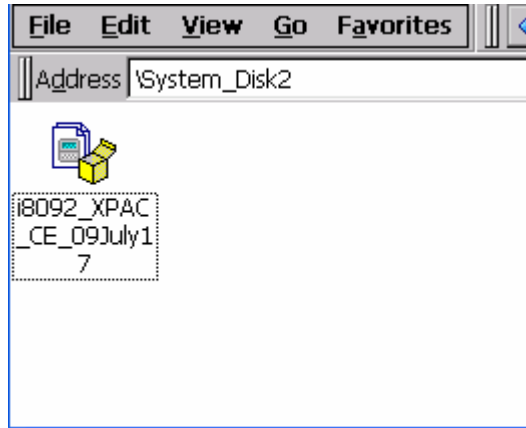 File Edit View Go Favorites
Address \System_Disk2
i8092_XPAC
_CE_09July1
7